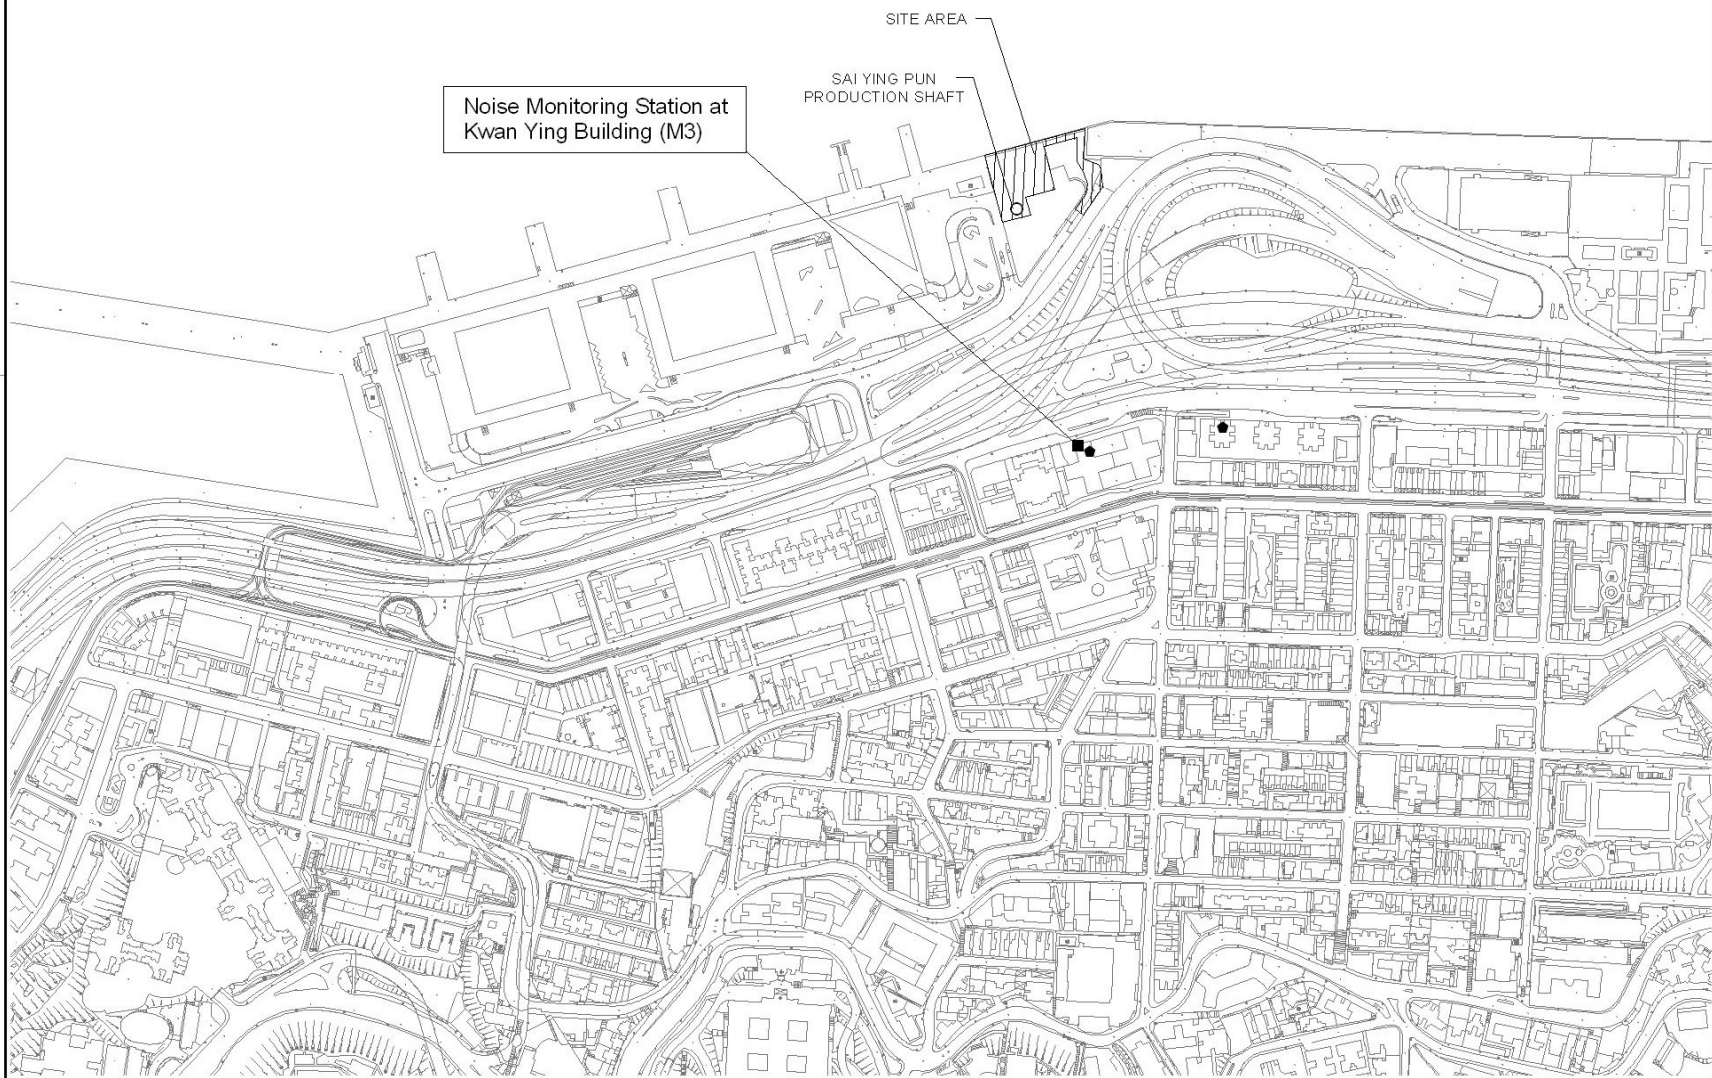 SITE AREA
SAI YING PUN
PRODUCTION SHAFT
Noise Monitoring Station at
Kwan Ying Building (M3)